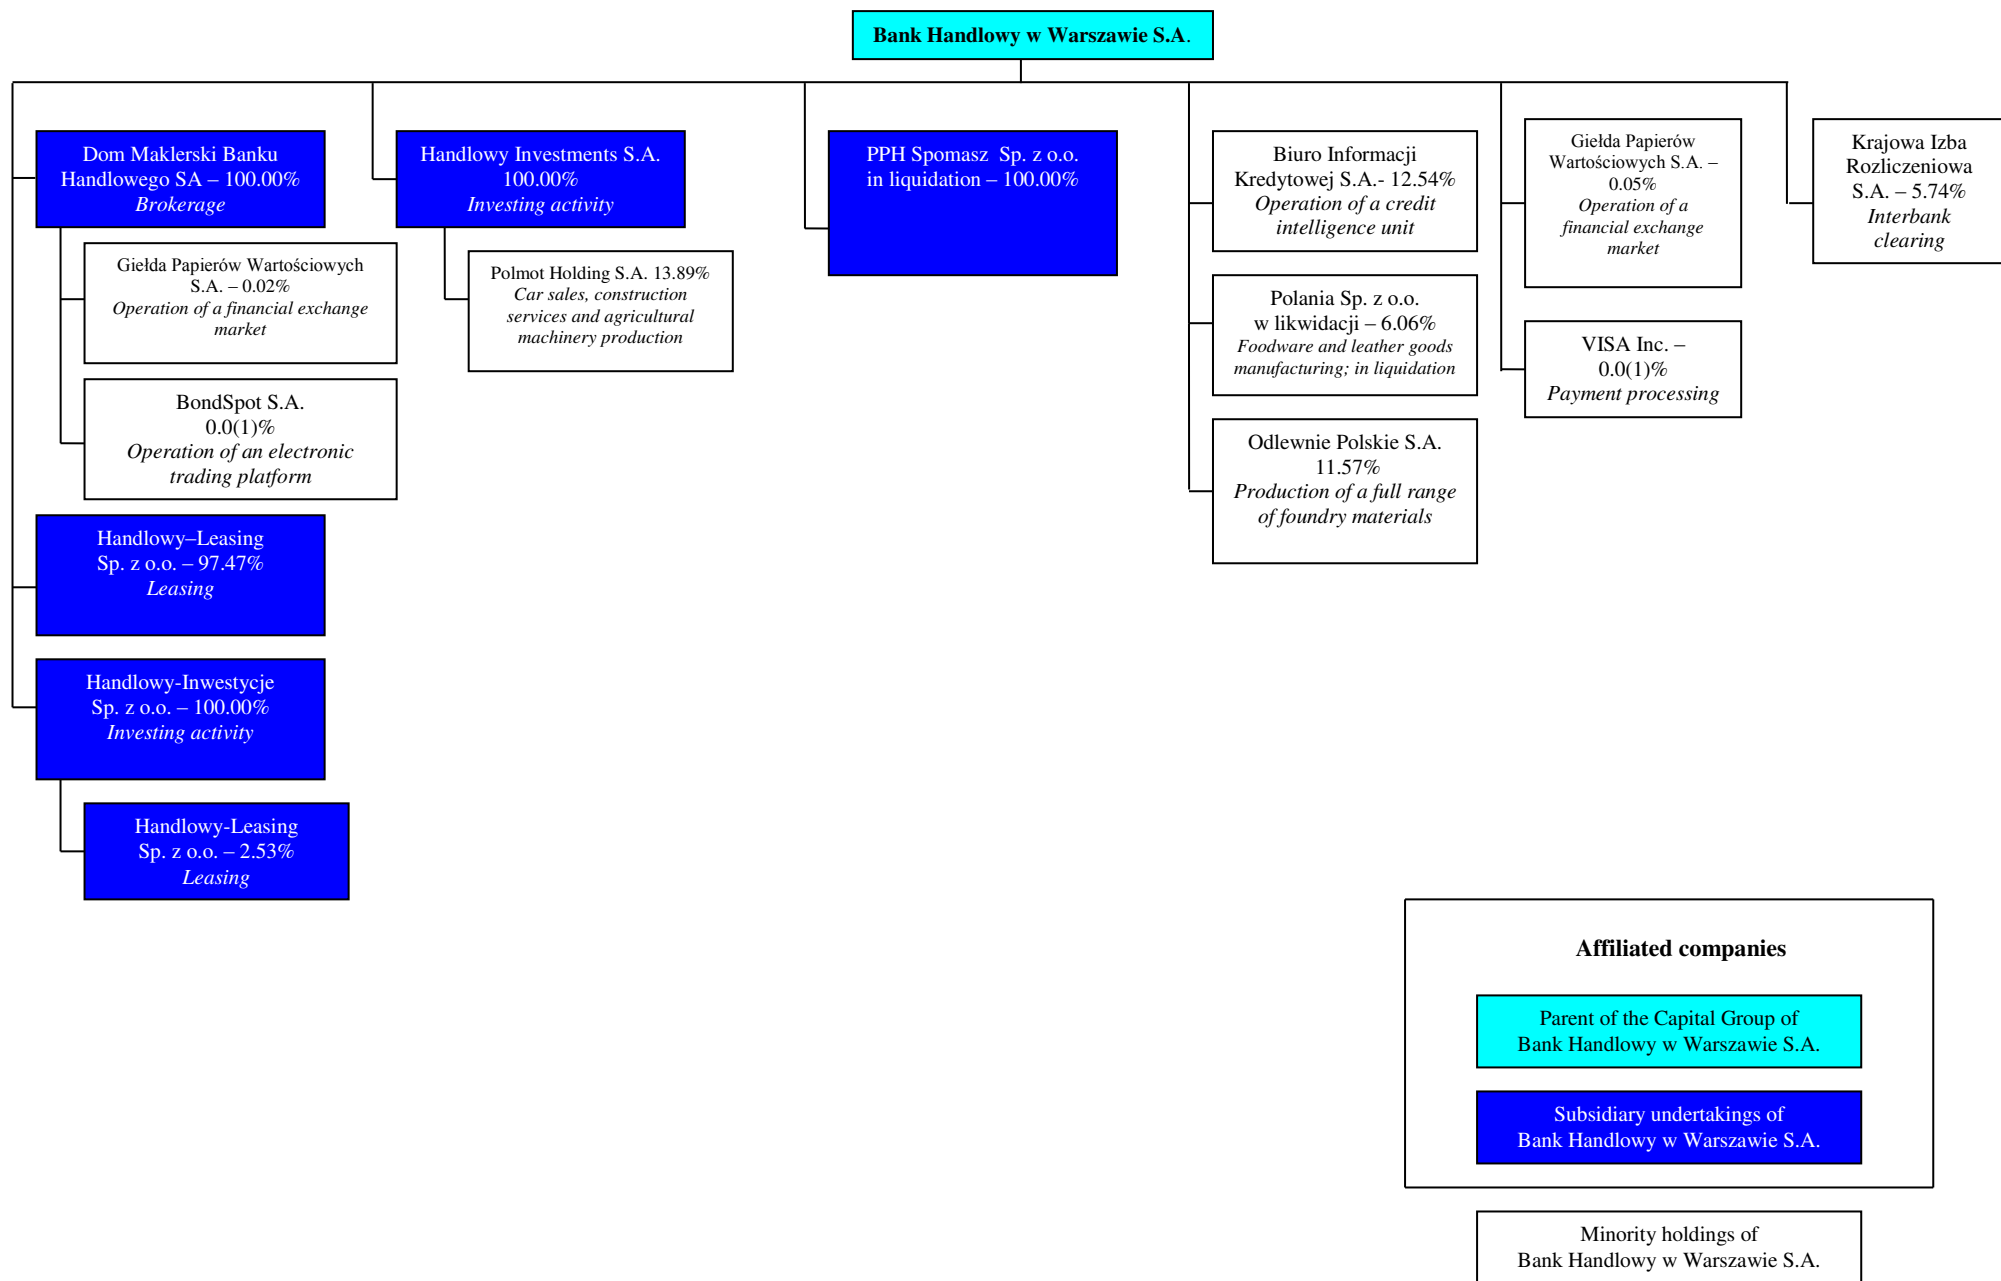 Bank Handlowy w Warszawie S.A.
Dom Maklerski Banku
Handlowego SA – 100.00%
Brokerage
Giełda Papierów Wartościowych
S.A. – 0.02%
Operation of a financial exchange
market
BondSpot S.A.
0.0(1)%
Operation of an electronic
trading platform
Handlowy–Leasing
Sp. z o.o. – 97.47%
Leasing
Handlowy-Inwestycje
Sp. z o.o. – 100.00%
Investing activity
Handlowy-Leasing
Sp. z o.o. – 2.53%
Leasing
Handlowy Investments S.A.
100.00%
Investing activity
Polmot Holding S.A. 13.89%
Car sales, construction
services and agricultural
machinery production
PPH Spomasz Sp. z o.o.
in liquidation – 100.00%
Biuro Informacji
Kredytowej S.A.- 12.54%
Operation of a credit
intelligence unit
Polania Sp. z o.o.
w likwidacji – 6.06%
Foodware and leather goods
manufacturing; in liquidation
Odlewnie Polskie S.A.
11.57%
Production of a full range
of foundry materials
Giełda Papierów
Wartościowych S.A. –
0.05%
Operation of a
financial exchange
market
VISA Inc. –
0.0(1)%
Payment processing
Krajowa Izba
Rozliczeniowa
S.A. – 5.74%
Interbank
clearing
Affiliated companies
Parent of the Capital Group of
Bank Handlowy w Warszawie S.A.
Subsidiary undertakings of
Bank Handlowy w Warszawie S.A.
Minority holdings of
Bank Handlowy w Warszawie S.A.